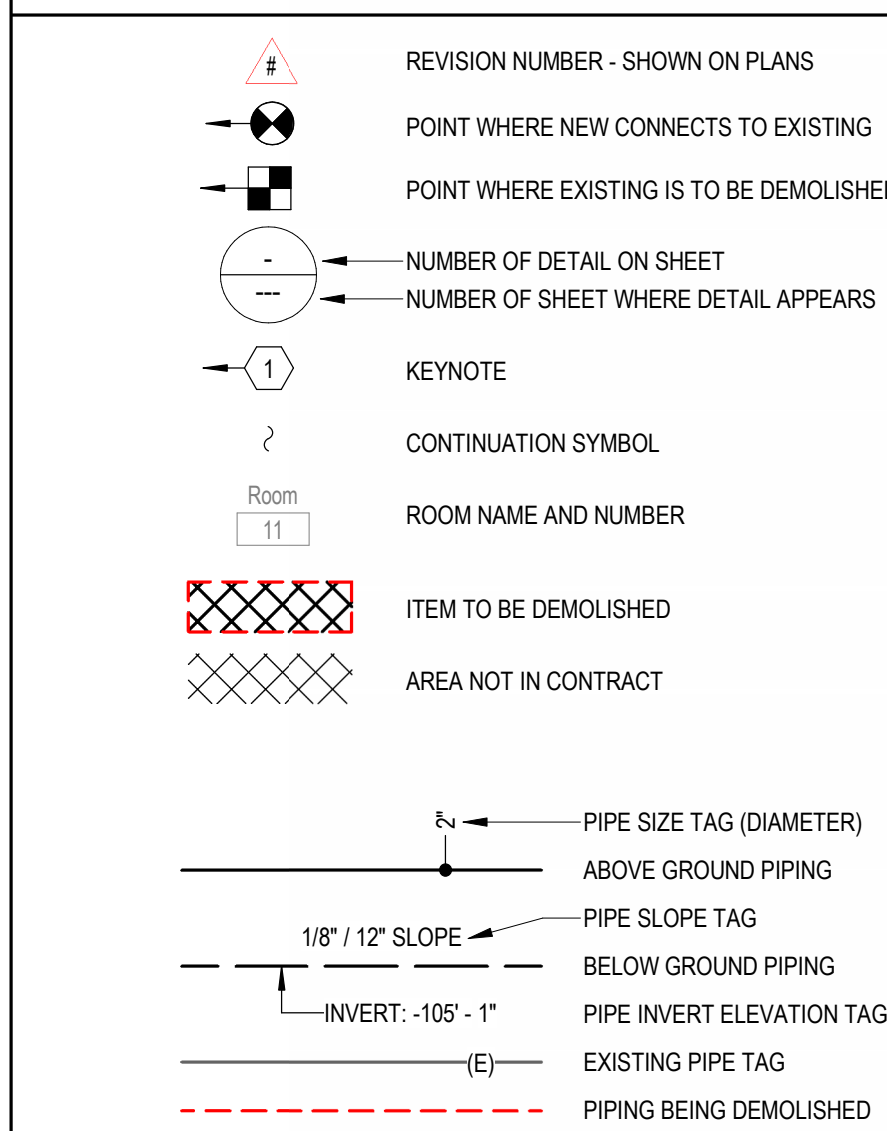 # REVISION NUMBER - SHOWN ON PLANS
POINT WHERE NEW CONNECTS TO EXISTING
POINT WHERE EXISTING IS TO BE DEMOLISHED
- NUMBER OF DETAIL ON SHEET
--- NUMBER OF SHEET WHERE DETAIL APPEARS
1 KEYNOTE
CONTINUATION SYMBOL
Room
11
ROOM NAME AND NUMBER
ITEM TO BE DEMOLISHED
AREA NOT IN CONTRACT
2" PIPE SIZE TAG (DIAMETER)
ABOVE GROUND PIPING
PIPE SLOPE TAG
1/8" / 12" SLOPE
BELOW GROUND PIPING
INVERT: -105' - 1" PIPE INVERT ELEVATION TAG
(E) EXISTING PIPE TAG
PIPING BEING DEMOLISHED